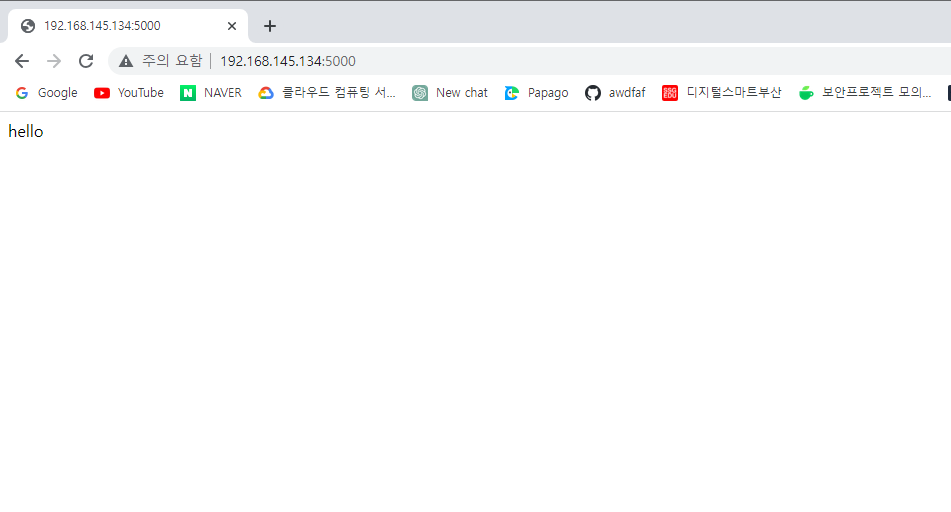 192.168.145.134:5000
주의 요함 192.168.145.134:5000
Google YouTube NAVER 클라우드 컴퓨팅 서... New chat Papago awdfaf SSG EDU 디지털스마트부산 보안프로젝트 모의...
hello